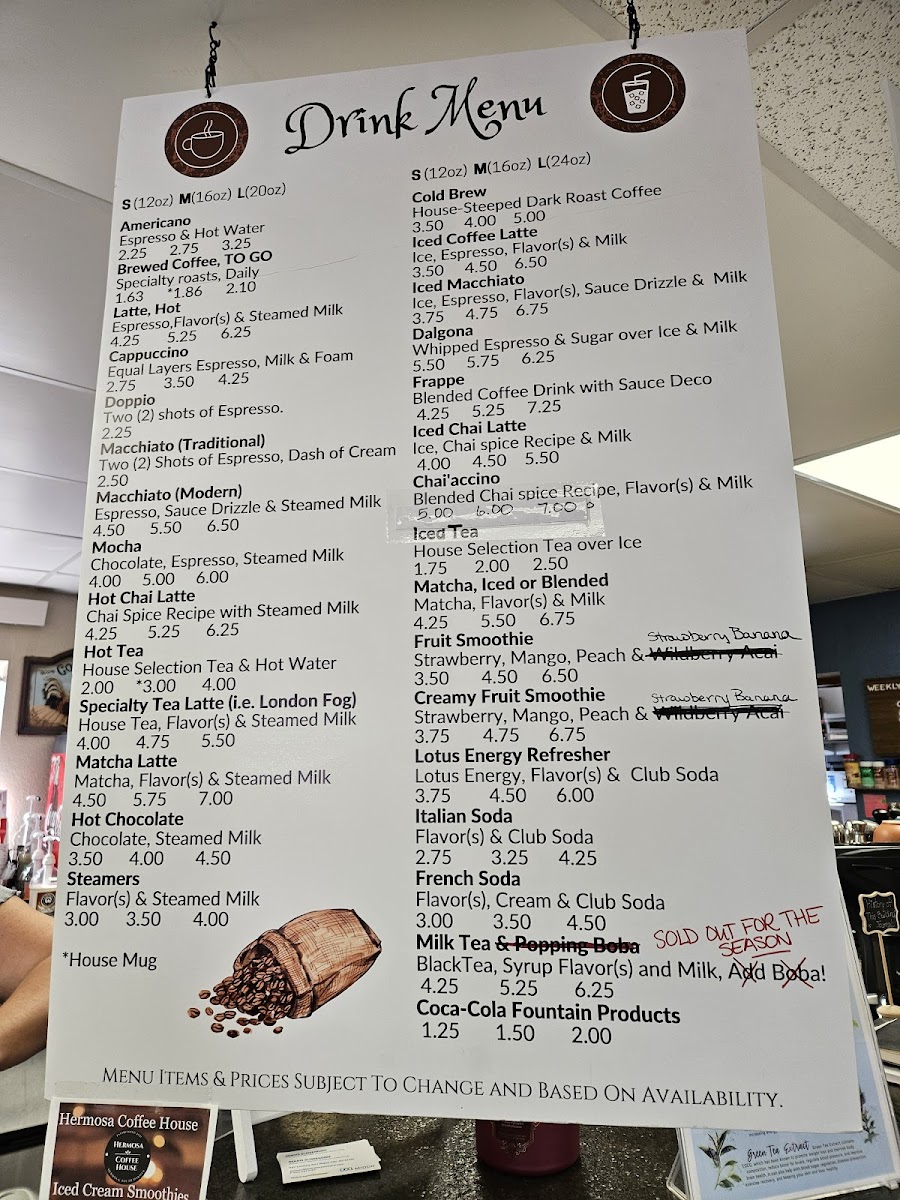 Drink Menu
S (12oz) M(16oz) L(20oz)
Americano
Espresso & Hot Water
2.25 2.75 3.25
Brewed Coffee, TO GO
Specialty roasts, Daily
1.63 *1.86 2.10
Latte, Hot
Espresso,Flavor(s) & Steamed Milk
4.25 5.25 6.25
Cappuccino
Equal Layers Espresso, Milk & Foam
2.75 3.50 4.25
Doppio
Two (2) shots of Espresso.
2.25
Macchiato (Traditional)
Two (2) Shots of Espresso, Dash of Cream
2.50
Macchiato (Modern)
Espresso, Sauce Drizzle & Steamed Milk
4.50 5.50 6.50
Mocha
Chocolate, Espresso, Steamed Milk
4.00 5.00 6.00
Hot Chai Latte
Chai Spice Recipe with Steamed Milk
4.25 5.25 6.25
Hot Tea
House Selection Tea & Hot Water
2.00 *3.00 4.00
Specialty Tea Latte (i.e. London Fog)
House Tea, Flavor(s) & Steamed Milk
4.00 4.75 5.50
Matcha Latte
Matcha, Flavor(s) & Steamed Milk
4.50 5.75 7.00
Hot Chocolate
Chocolate, Steamed Milk
3.50 4.00 4.50
Steamers
Flavor(s) & Steamed Milk
3.00 3.50 4.00
*House Mug
S (12oz) M(16oz) L(24oz)
Cold Brew
House-Steeped Dark Roast Coffee
3.50 4.00 5.00
Iced Coffee Latte
Ice, Espresso, Flavor(s) & Milk
3.50 4.50 6.50
Iced Macchiato
Ice, Espresso, Flavor(s), Sauce Drizzle & Milk
3.75 4.75 6.75
Dalgona
Whipped Espresso & Sugar over Ice & Milk
5.50 5.75 6.25
Frappe
Blended Coffee Drink with Sauce Deco
4.25 5.25 7.25
Iced Chai Latte
Ice, Chai spice Recipe & Milk
4.00 4.50 5.50
Chai'accino
Blended Chai spice Recipe, Flavor(s) & Milk
5.00 6.00 7.00
Iced Tea
House Selection Tea over Ice
1.75 2.00 2.50
Matcha, Iced or Blended
Matcha, Flavor(s) & Milk
4.25 5.50 6.75
Fruit Smoothie
Strawberry Banana
Strawberry, Mango, Peach & Wildberry Acai
3.50 4.50 6.50
Creamy Fruit Smoothie
Strawberry Banana
Strawberry, Mango, Peach & Wildberry Acai
3.75 4.75 6.75
Lotus Energy Refresher
Lotus Energy, Flavor(s) & Club Soda
3.75 4.50 6.00
Italian Soda
Flavor(s) & Club Soda
2.75 3.25 4.25
French Soda
Flavor(s), Cream & Club Soda
3.00 3.50 4.50
Milk Tea & Popping Boba
SOLD OUT FOR THE
SEASON
BlackTea, Syrup Flavor(s) and Milk, Add Boba!
4.25 5.25 6.25
Coca-Cola Fountain Products
1.25 1.50 2.00
MENU ITEMS & PRICES SUBJECT TO CHANGE AND BASED ON AVAILABILITY.
Hermosa Coffee House
HERMOSA
COFFEE
HOUSE
Iced Cream Smoothies
WEEKLY
Green Tea Extract